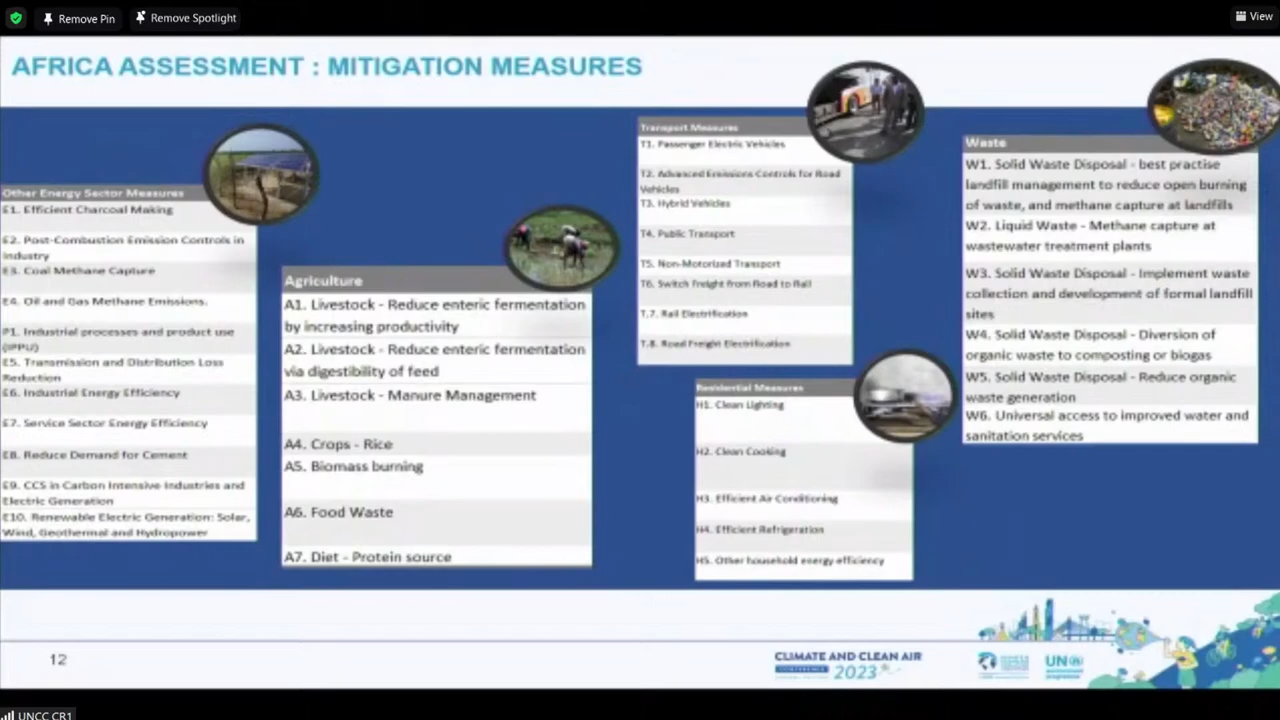 Remove Pin
Remove Spotlight
View
AFRICA ASSESSMENT : MITIGATION MEASURES
Other Energy Sector Measures
E1. Efficient Charcoal Making
E2. Post-Combustion Emission Controls in
Industry
E3. Coal Methane Capture
E4. Oil and Gas Methane Emissions.
P1. Industrial processes and product use
(IPPU)
E5. Transmission and Distribution Loss
Reduction
E6. Industrial Energy Efficiency
E7. Service Sector Energy Efficiency
E8. Reduce Demand for Cement
E9. CCS in Carbon Intensive Industries and
Electric Generation
E10. Renewable Electric Generation: Solar,
Wind, Geothermal and Hydropower
Agriculture
A1. Livestock - Reduce enteric fermentation
by increasing productivity
A2. Livestock - Reduce enteric fermentation
via digestibility of feed
A3. Livestock - Manure Management
A4. Crops - Rice
A5. Biomass burning
A6. Food Waste
A7. Diet - Protein source
Transport Measures
T1. Passenger Electric Vehicles
T2. Advanced Emissions Controls for Road
Vehicles
T3. Hybrid Vehicles
T4. Public Transport
T5. Non-Motorized Transport
T6. Switch Freight from Road to Rail
T.7. Rail Electrification
T.8. Road Freight Electrification
Residential Measures
H1. Clean Lighting
H2. Clean Cooking
H3. Efficient Air Conditioning
H4. Efficient Refrigeration
H5. Other household energy efficiency
Waste
W1. Solid Waste Disposal - best practise
landfill management to reduce open burning
of waste, and methane capture at landfills
W2. Liquid Waste - Methane capture at
wastewater treatment plants
W3. Solid Waste Disposal - Implement waste
collection and development of formal landfill
sites
W4. Solid Waste Disposal - Diversion of
organic waste to composting or biogas
W5. Solid Waste Disposal - Reduce organic
waste generation
W6. Universal access to improved water and
sanitation services
12
CLIMATE AND CLEAN AIR
CONFERENCE 2023
UN
programme
UNCC CR1